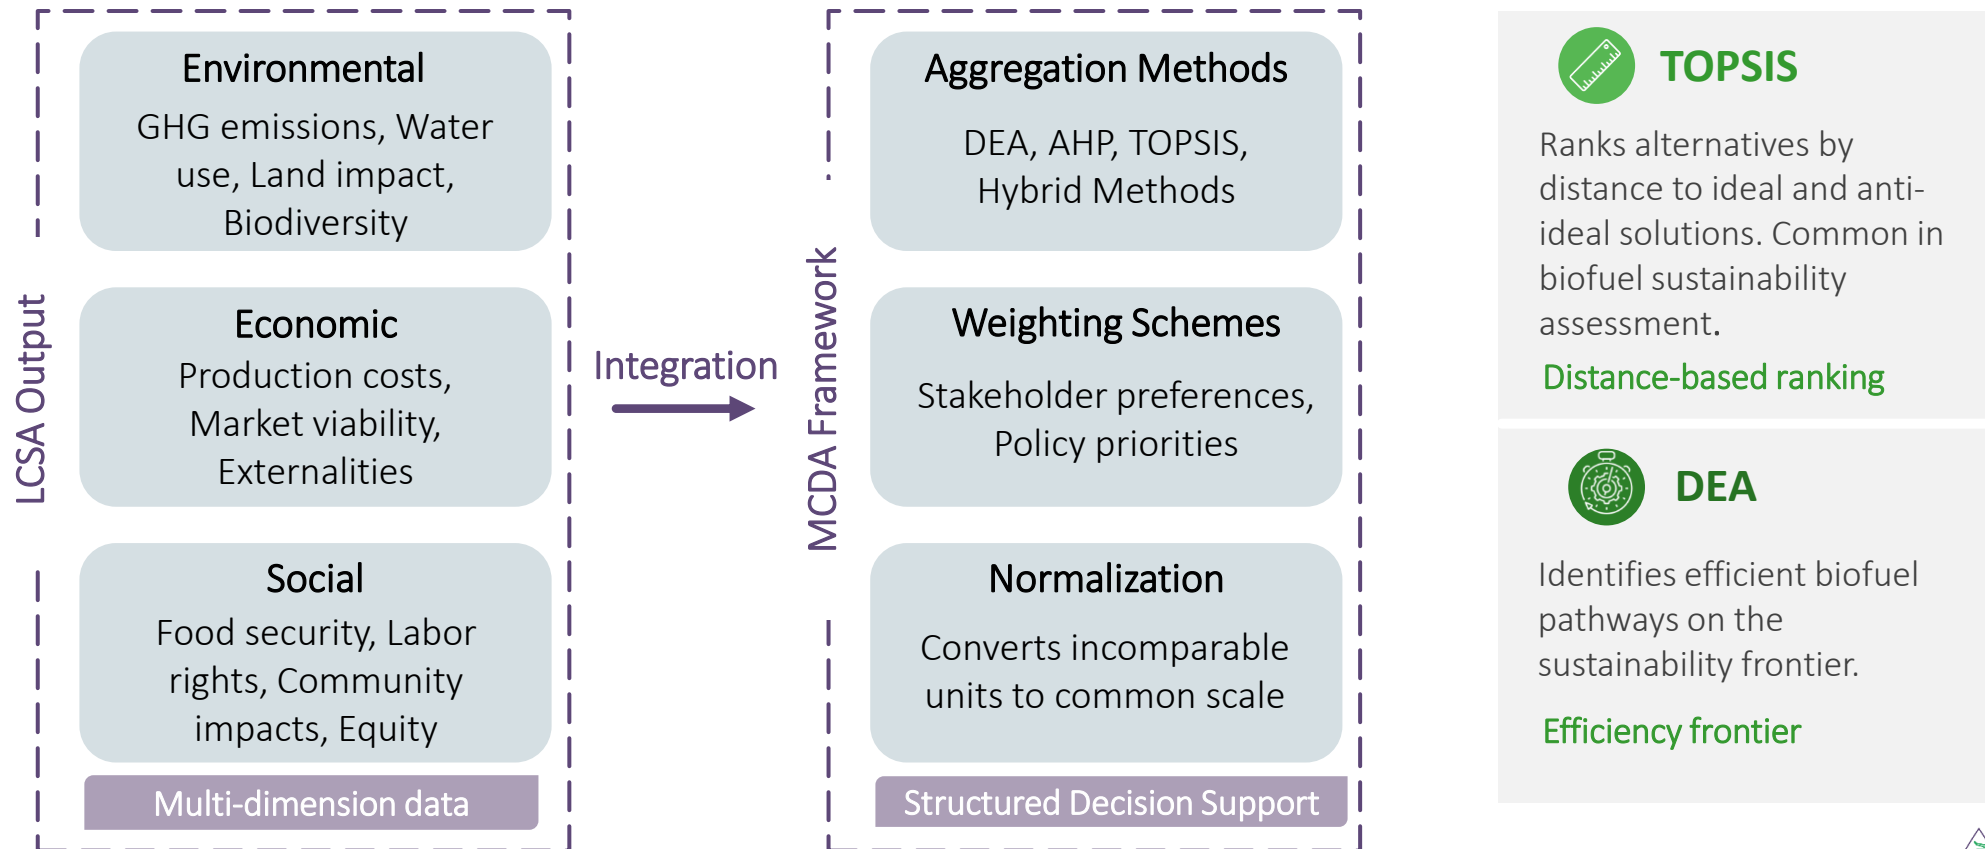 LCSA Output
Environmental
GHG emissions, Water
use, Land impact,
Biodiversity
Economic
Production costs,
Market viability,
Externalities
Social
Food security, Labor
rights, Community
impacts, Equity
Multi-dimension data
Integration
MCDA Framework
Aggregation Methods
DEA, AHP, TOPSIS,
Hybrid Methods
Weighting Schemes
Stakeholder preferences,
Policy priorities
Normalization
Converts incomparable
units to common scale
Structured Decision Support
TOPSIS
Ranks alternatives by
distance to ideal and anti-
ideal solutions. Common in
biofuel sustainability
assessment.
Distance-based ranking
DEA
Identifies efficient biofuel
pathways on the
sustainability frontier.
Efficiency frontier